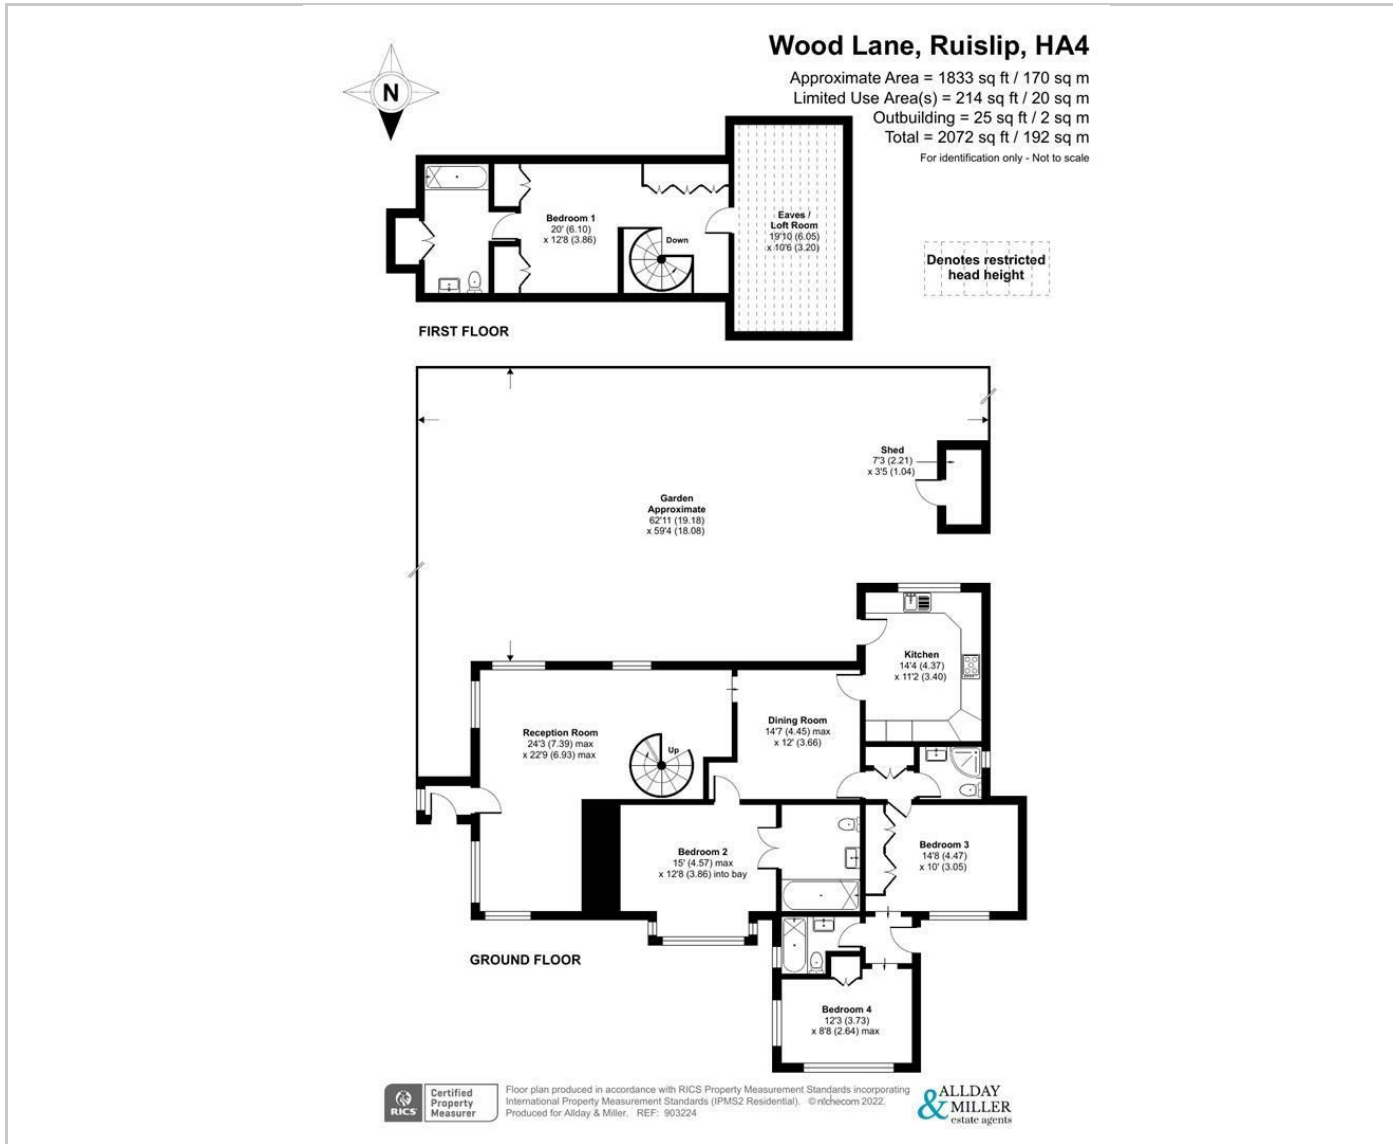 Wood Lane, Ruislip, HA4
Approximate Area = 1833 sq ft / 170 sq m
Limited Use Area(s) = 214 sq ft / 20 sq m
Outbuilding = 25 sq ft / 2 sq m
Total = 2072 sq ft / 192 sq m
For identification only - Not to scale
N
Bedroom 1
20' (6.10)
x 12'8 (3.86)
Down
Eaves /
Loft Room
19'10 (6.05)
x 10'6 (3.20)
Denotes restricted
head height
FIRST FLOOR
Shed
7'3 (2.21)
x 3'5 (1.04)
Garden
Approximate
62'11 (19.18)
x 59'4 (18.08)
Kitchen
14'4 (4.37)
x 11'2 (3.40)
Reception Room
24'3 (7.39) max
x 22'9 (6.93) max
Up
Dining Room
14'7 (4.45) max
x 12' (3.66)
Bedroom 2
15' (4.57) max
x 12'8 (3.86) into bay
Bedroom 3
14'8 (4.47)
x 10' (3.05)
GROUND FLOOR
Bedroom 4
12'3 (3.73)
x 8'8 (2.64) max
RICS
Certified
Property
Measurer
Floor plan produced in accordance with RICS Property Measurement Standards incorporating
International Property Measurement Standards (IPMS2 Residential). © nichecom 2022.
Produced for Allday & Miller. REF: 903224
ALLDAY
& MILLER
estate agents